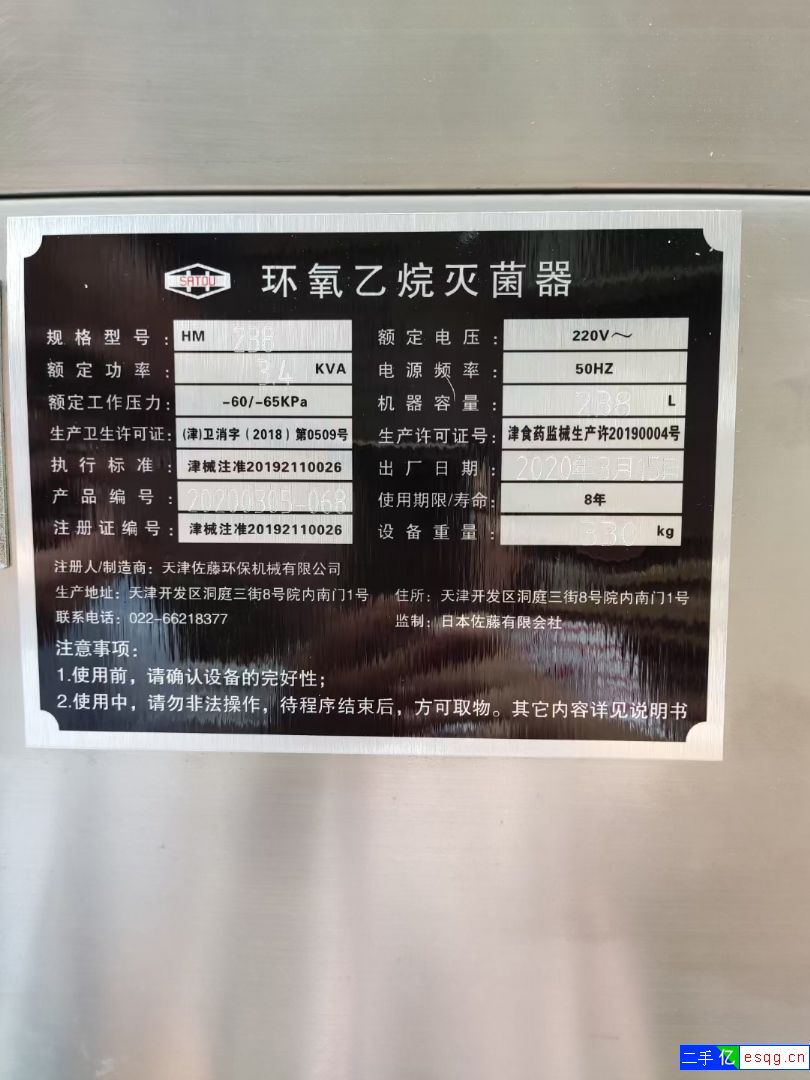 SATOU 环氧乙烷灭菌器
规格型号：HM 238 额定电压：220V～
额定功率：3.4 KVA 电源频率：50HZ
额定工作压力：-60/-65KPa 机器容量：238 L
生产卫生许可证：(津)卫消字（2018）第0509号 生产许可证号：津食药监械生产许20190004号
执行标准：津械注准20192110026 出厂日期：2020年3月15日
产品编号：20200305-068 使用期限/寿命：8年
注册证编号：津械注准20192110026 设备重量：330 kg
注册人/制造商：天津佐藤环保机械有限公司
生产地址：天津开发区洞庭三街8号院内南门1号 住所：天津开发区洞庭三街8号院内南门1号
联系电话：022-66218377 监制：日本佐藤有限会社
注意事项：
1.使用前，请确认设备的完好性；
2.使用中，请勿非法操作，待程序结束后，方可取物。其它内容详见说明书
二手亿 esqg.cn